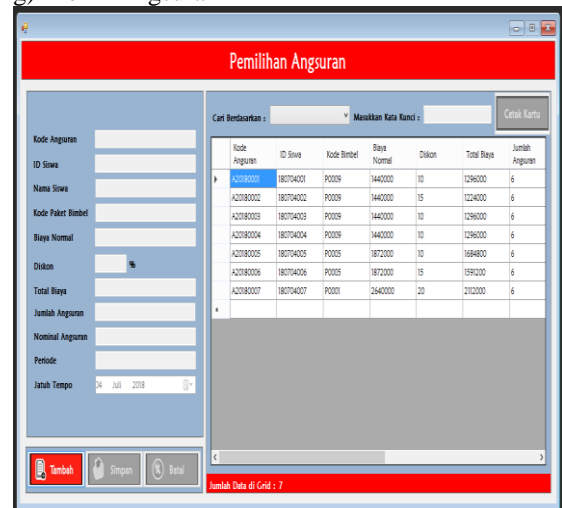 Pemilihan Angsuran
Cari Berdasarkan : Masukkan Kata Kunci : Cetak Kartu
Kode Angsuran
ID Siswa
Nama Siswa
Kode Paket Bimbel
Biaya Normal
Diskon %
Total Biaya
Jumlah Angsuran
Nominal Angsuran
Periode
Jatuh Tempo 04 Juli 2018
Kode Angsuran ID Siswa Kode Bimbel Biaya Normal Diskon Total Biaya Jumlah Angsuran
A20180001 180704001 P0009 1440000 10 1296000 6
A20180002 180704002 P0009 1440000 15 1224000 6
A20180003 180704003 P0009 1440000 10 1296000 6
A20180004 180704004 P0009 1440000 10 1296000 6
A20180005 180704005 P0005 1872000 10 1684800 6
A20180006 180704006 P0005 1872000 15 1591200 6
A20180007 180704007 P0001 2640000 20 2112000 6
Tambah Simpan Batal
Jumlah Data di Grid : 7